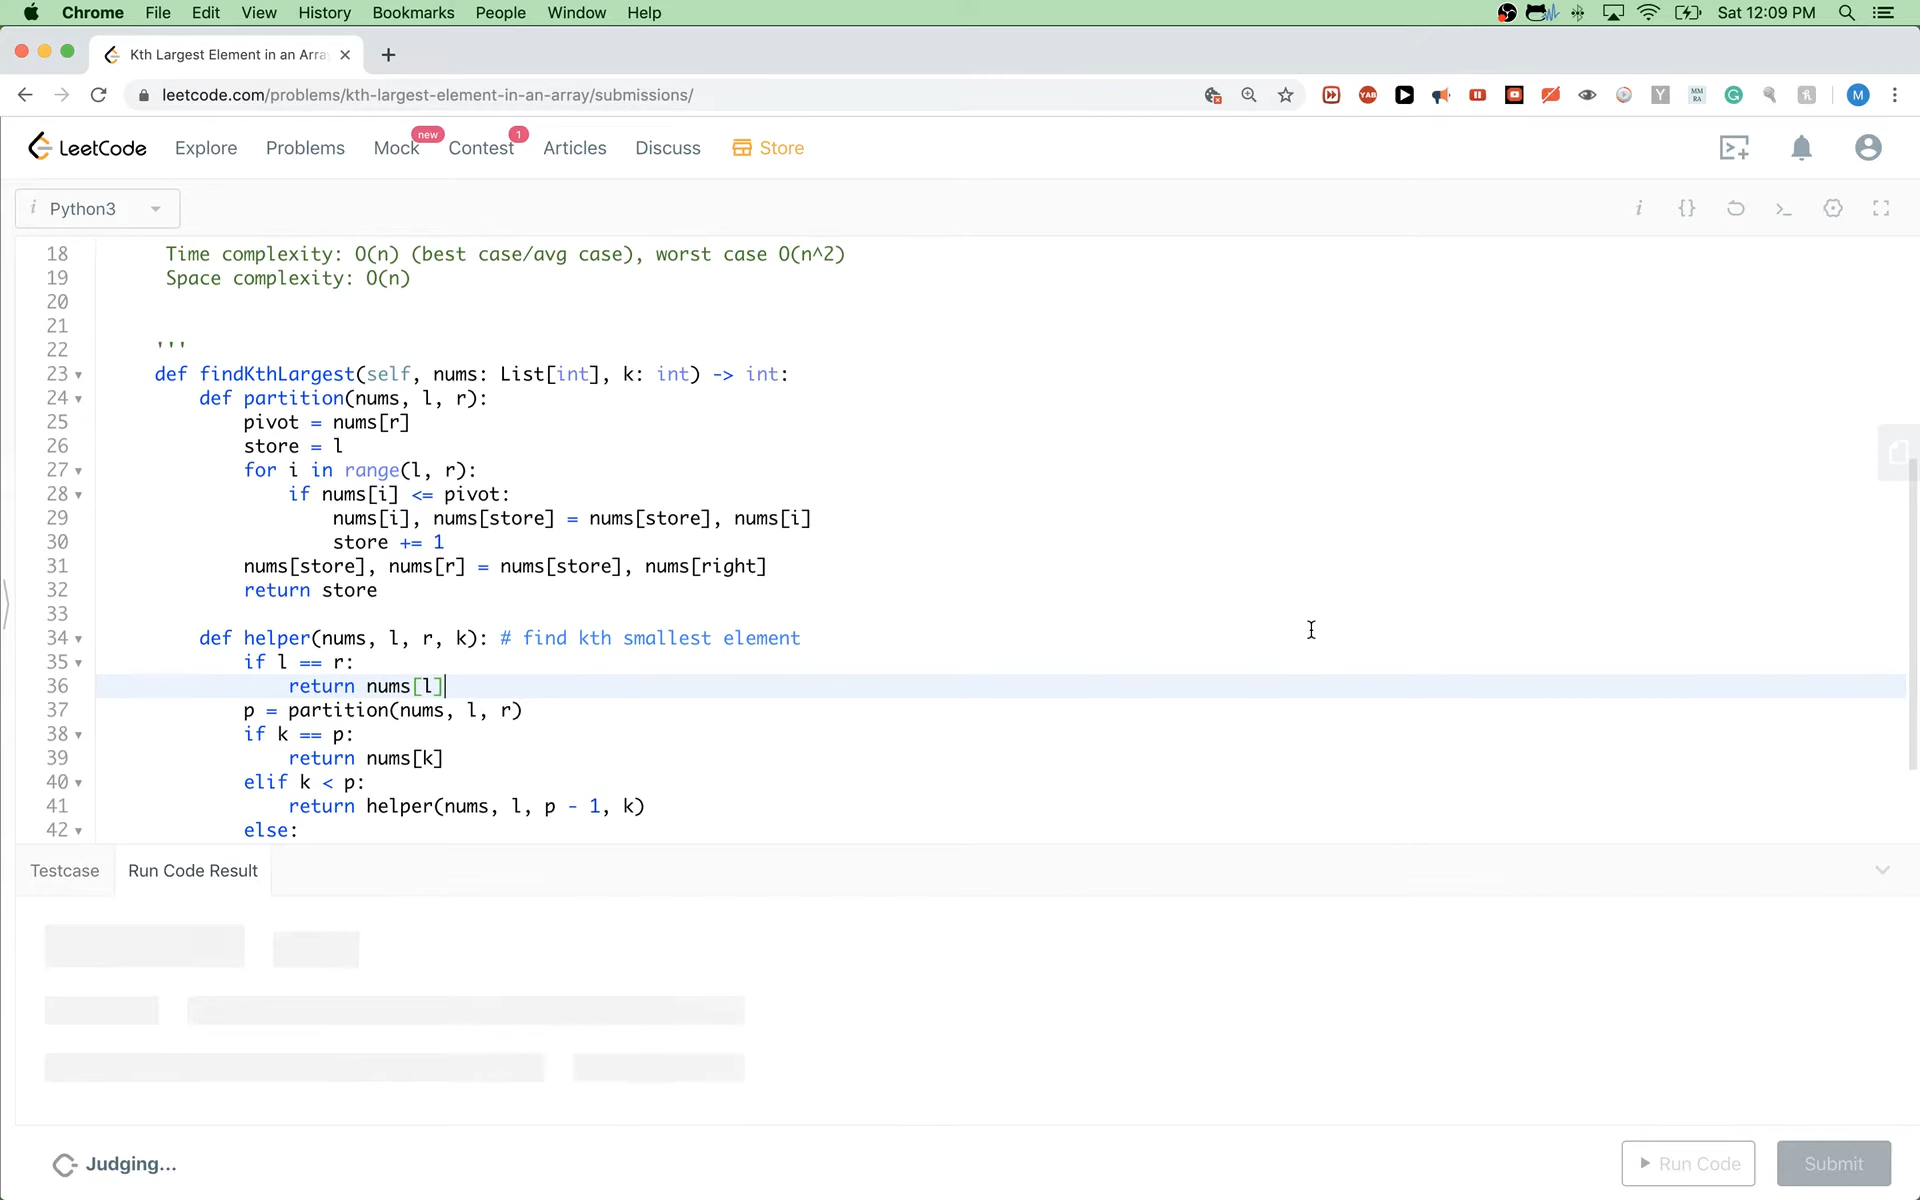 Chrome File Edit View History Bookmarks People Window Help Sat 12:09 PM
Kth Largest Element in an Arra
leetcode.com/problems/kth-largest-element-in-an-array/submissions/
YAB
Y
MM
RA
G
M
LeetCode Explore Problems Mock new Contest 1 Articles Discuss Store
i Python3
i {} >_
18 Time complexity: O(n) (best case/avg case), worst case O(n^2)
19 Space complexity: O(n)
20
21
22 '''
23 def findKthLargest(self, nums: List[int], k: int) -> int:
24 def partition(nums, l, r):
25 pivot = nums[r]
26 store = l
27 for i in range(l, r):
28 if nums[i] <= pivot:
29 nums[i], nums[store] = nums[store], nums[i]
30 store += 1
31 nums[store], nums[r] = nums[store], nums[right]
32 return store
33
34 def helper(nums, l, r, k): # find kth smallest element
35 if l == r:
36 return nums[l]
37 p = partition(nums, l, r)
38 if k == p:
39 return nums[k]
40 elif k < p:
41 return helper(nums, l, p - 1, k)
42 else:
Testcase Run Code Result
Judging... Run Code Submit